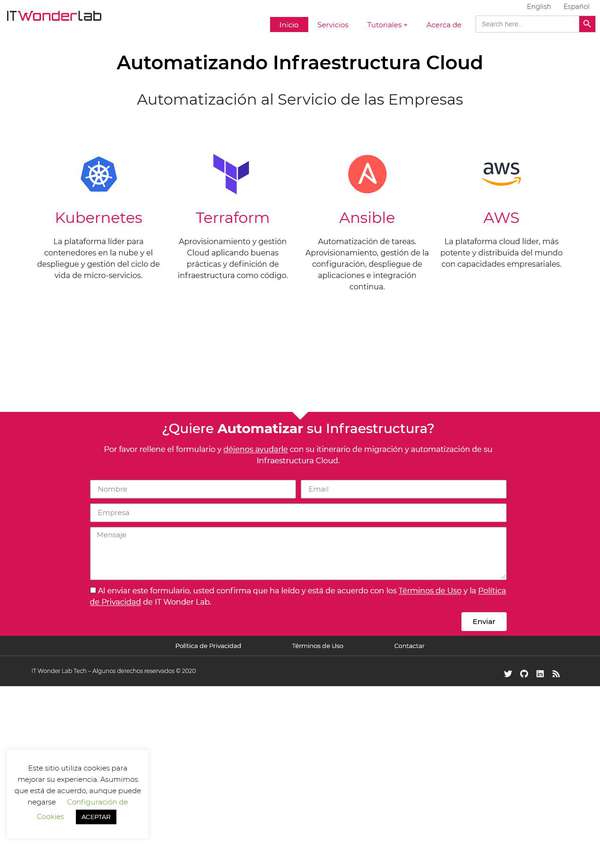 English Español
ITWonderLab
Inicio Servicios Tutoriales Acerca de Search here..
Automatizando Infraestructura Cloud
Automatización al Servicio de las Empresas
aws
Kubernetes
La plataforma líder para
contenedores en la nube y el
despliegue y gestión del ciclo de
vida de micro-servicios.
Terraform
Aprovisionamiento y gestión
Cloud aplicando buenas
prácticas y definición de
infraestructura como código.
Ansible
Automatización de tareas.
Aprovisionamiento, gestión de la
configuración, despliegue de
aplicaciones e integración
continua.
AWS
La plataforma cloud líder, más
potente y distribuida del mundo
con capacidades empresariales.
¿Quiere Automatizar su Infraestructura?
Por favor rellene el formulario y déjenos ayudarle con su itinerario de migración y automatización de su
Infraestructura Cloud.
Nombre Email
Empresa
Mensaje
Al enviar este formulario, usted confirma que ha leído y está de acuerdo con los Términos de Uso y la Política
de Privacidad de IT Wonder Lab.
Enviar
Política de Privacidad Términos de Uso Contactar
IT Wonder Lab Tech – Algunos derechos reservados © 2020
Este sitio utiliza cookies para
mejorar su experiencia. Asumimos
que está de acuerdo, aunque puede
negarse Configuración de
Cookies ACEPTAR